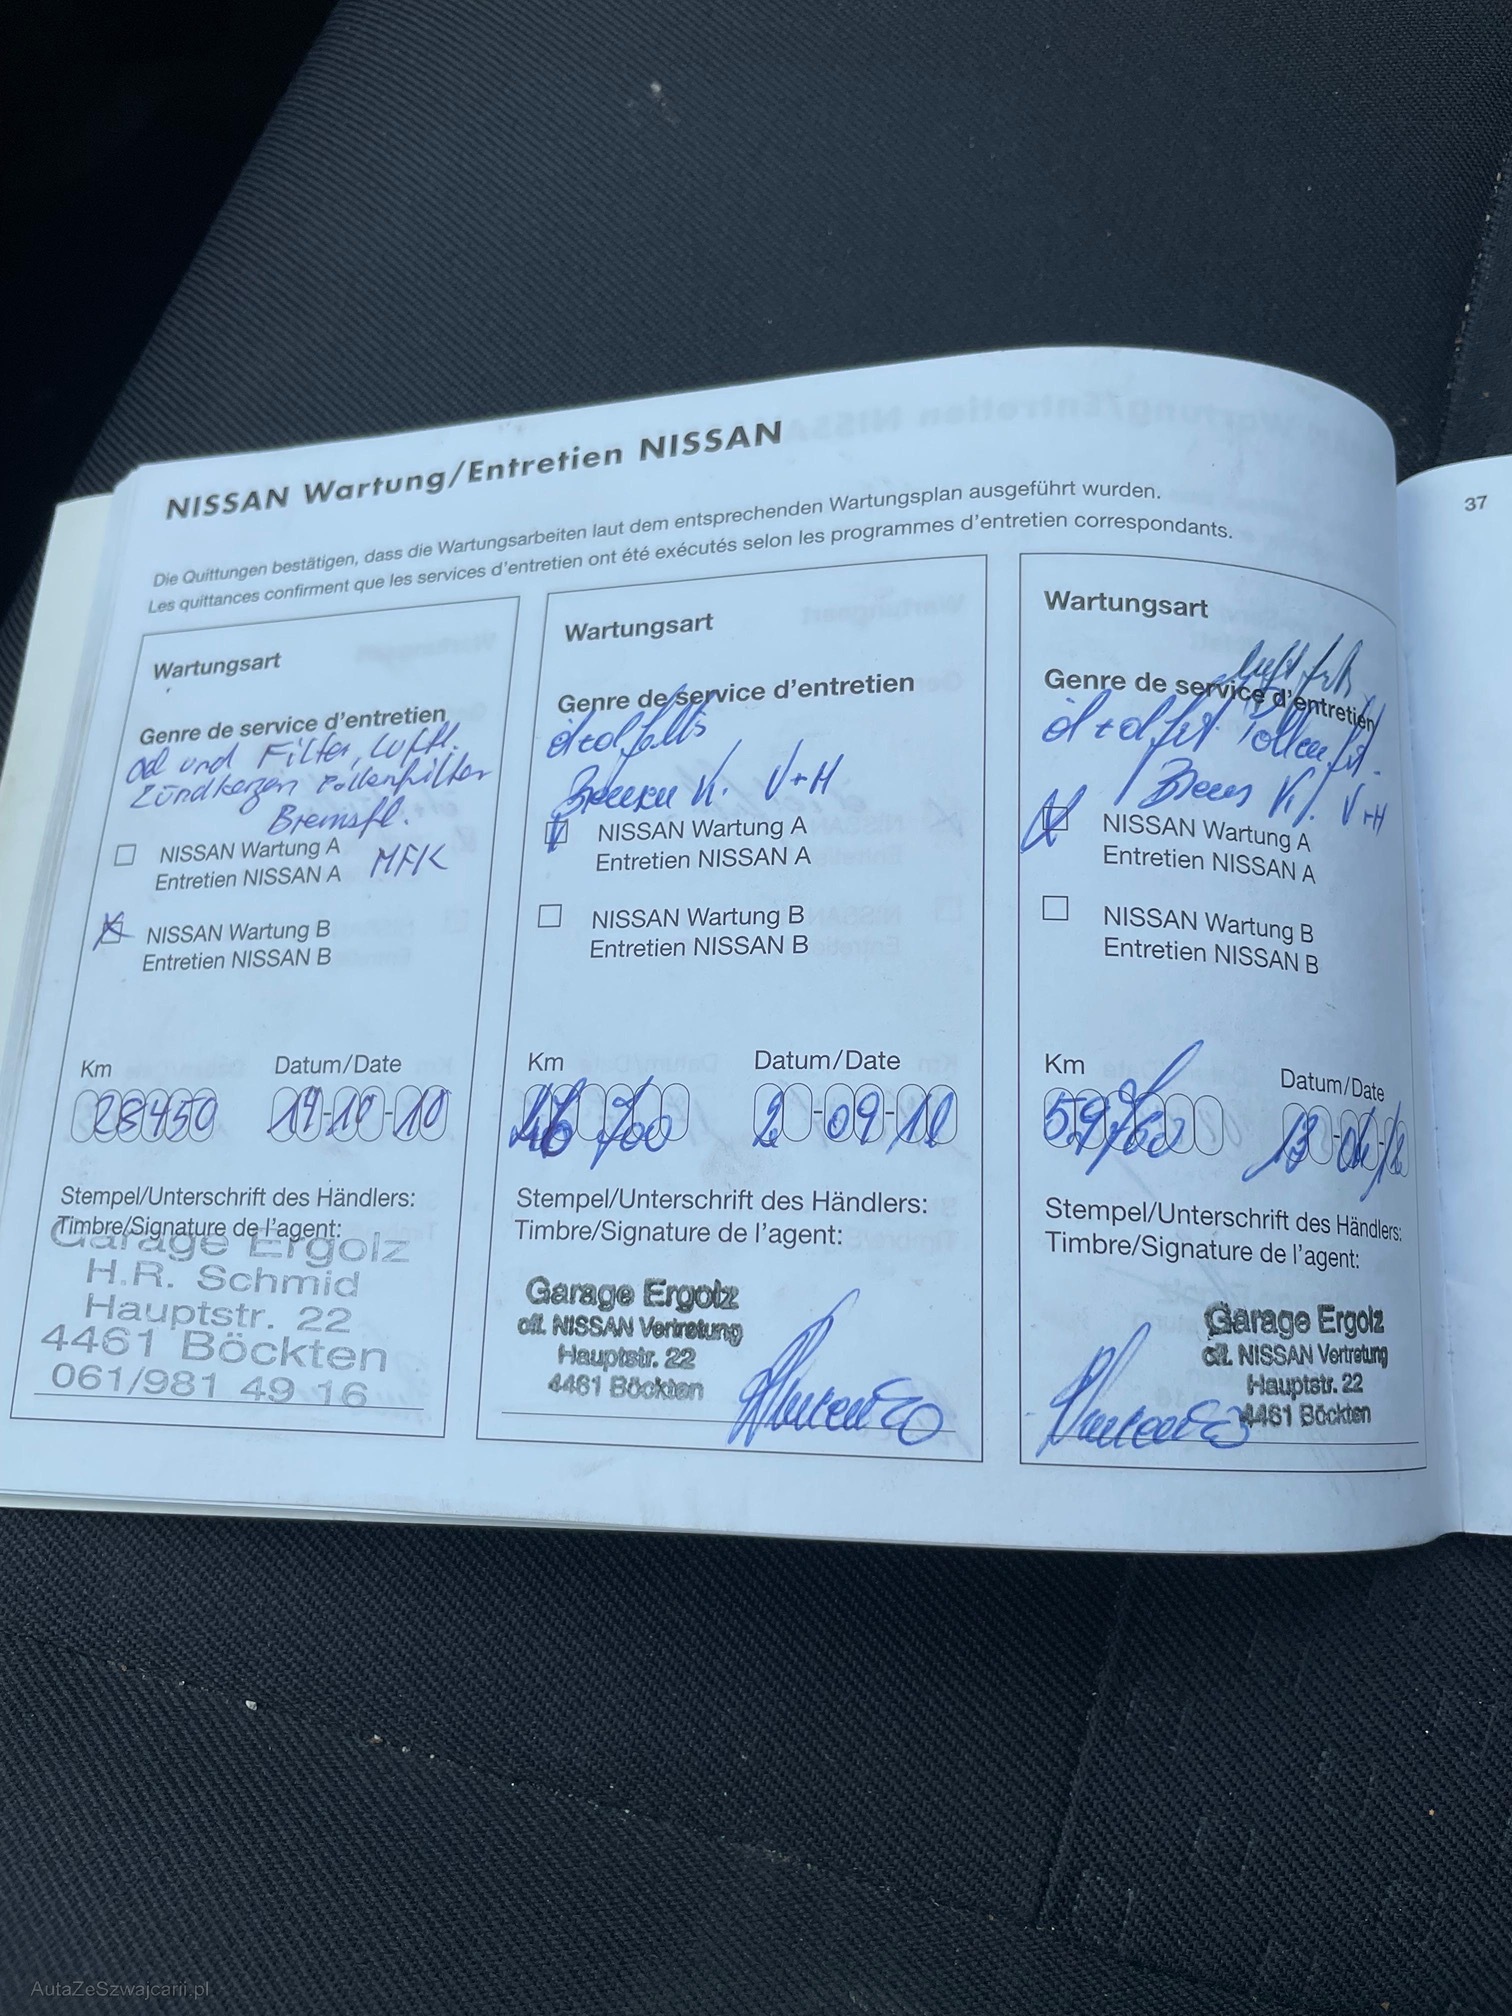 NISSAN Wartung/Entretien NISSAN
Die Quittungen bestätigen, dass die Wartungsarbeiten laut dem entsprechenden Wartungsplan ausgeführt wurden.
Les quittances confirment que les services d'entretien ont été exécutés selon les programmes d'entretien correspondants.
Wartungsart
Genre de service d'entretien
Oel und Filter, Luftf.
Zündkerzen Pollenfilter
Bremsfl.
NISSAN Wartung A
Entretien NISSAN A
MFK
NISSAN Wartung B
Entretien NISSAN B
Km
Datum/Date
28450
14-10-10
Stempel/Unterschrift des Händlers:
Timbre/Signature de l'agent:
Garage Ergolz
H.R. Schmid
Hauptstr. 22
4461 Böckten
061/981 49 16
Wartungsart
Genre de service d'entretien
V+H
NISSAN Wartung A
Entretien NISSAN A
NISSAN Wartung B
Entretien NISSAN B
Km
Datum/Date
46 700
Stempel/Unterschrift des Händlers:
Timbre/Signature de l'agent:
Garage Ergolz
off. NISSAN Vertretung
Hauptstr. 22
4461 Böckten
Wartungsart
Genre de service d'entretien
V+H
NISSAN Wartung A
Entretien NISSAN A
NISSAN Wartung B
Entretien NISSAN B
Km
Datum/Date
59760
Stempel/Unterschrift des Händlers:
Timbre/Signature de l'agent:
Garage Ergolz
off. NISSAN Vertretung
Hauptstr. 22
4461 Böckten
37
AutaZeSzwajcarii.pl